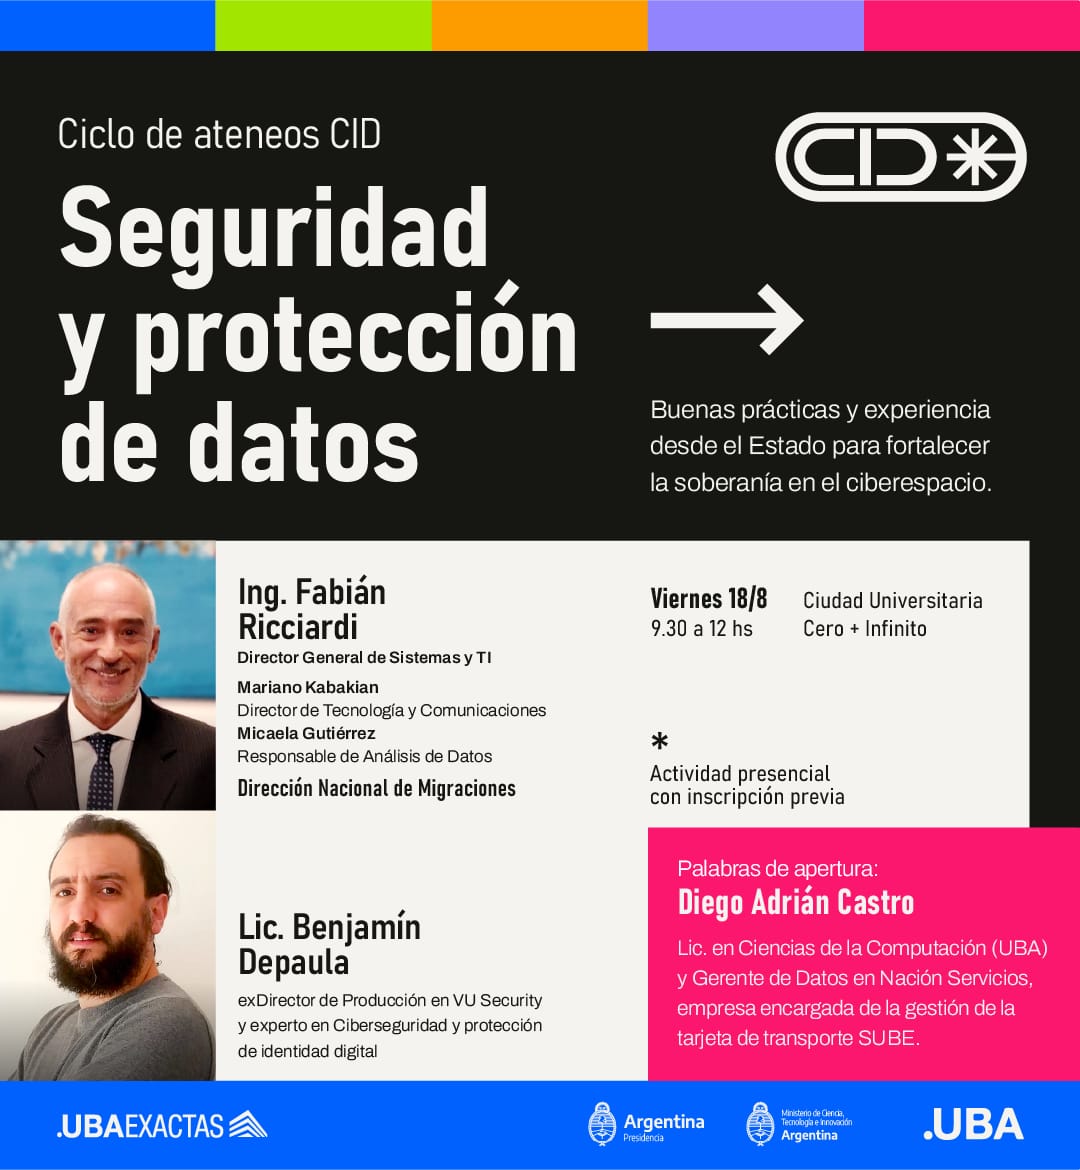 Ciclo de ateneos CID
CID
Seguridad
y protección
de datos
Buenas prácticas y experiencia
desde el Estado para fortalecer
la soberanía en el ciberespacio.
Ing. Fabián
Ricciardi
Director General de Sistemas y TI
Mariano Kabakian
Director de Tecnología y Comunicaciones
Micaela Gutiérrez
Responsable de Análisis de Datos
Dirección Nacional de Migraciones
Viernes 18/8
9.30 a 12 hs
Ciudad Universitaria
Cero + Infinito
*
Actividad presencial
con inscripción previa
Lic. Benjamín
Depaula
exDirector de Producción en VU Security
y experto en Ciberseguridad y protección
de identidad digital
Palabras de apertura:
Diego Adrián Castro
Lic. en Ciencias de la Computación (UBA)
y Gerente de Datos en Nación Servicios,
empresa encargada de la gestión de la
tarjeta de transporte SUBE.
.UBAEXACTAS
Argentina
Presidencia
Ministerio de Ciencia,
Tecnología e Innovación
Argentina
.UBA